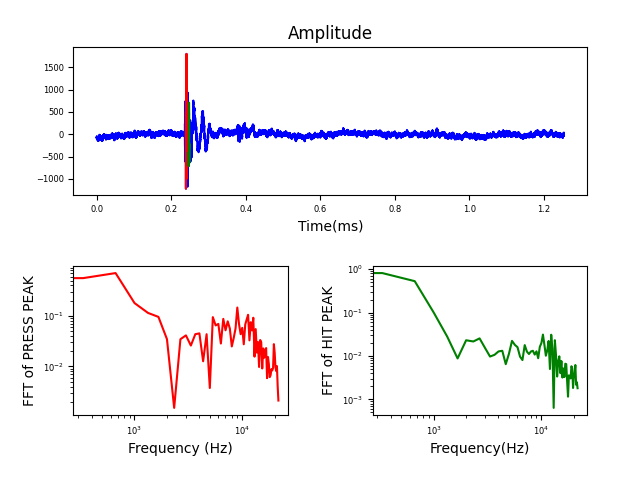 Amplitude
1500
1000
500
0
−500
−1000
0.0 0.2 0.4 0.6 0.8 1.0 1.2
Time(ms)
FFT of PRESS PEAK
10⁻¹
10⁻²
10³ 10⁴
Frequency (Hz)
FFT of HIT PEAK
10⁰
10⁻¹
10⁻²
10⁻³
10³ 10⁴
Frequency(Hz)